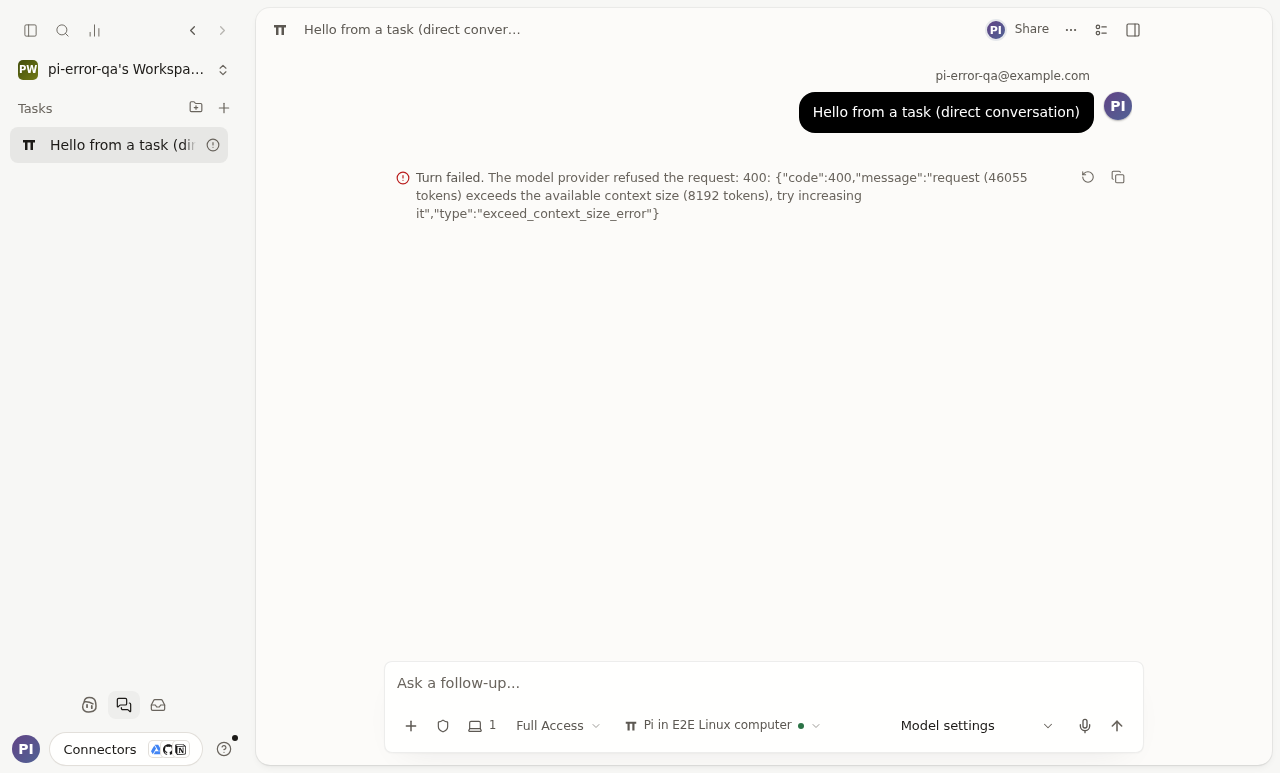 Hello from a task (direct conver…
PI
Share
PW
pi-error-qa's Workspa…
Tasks
Hello from a task (di
pi-error-qa@example.com
Hello from a task (direct conversation)
PI
Turn failed. The model provider refused the request: 400: {"code":400,"message":"request (46055
tokens) exceeds the available context size (8192 tokens), try increasing
it","type":"exceed_context_size_error"}
Ask a follow-up...
1
Full Access
Pi in E2E Linux computer
Model settings
PI
Connectors